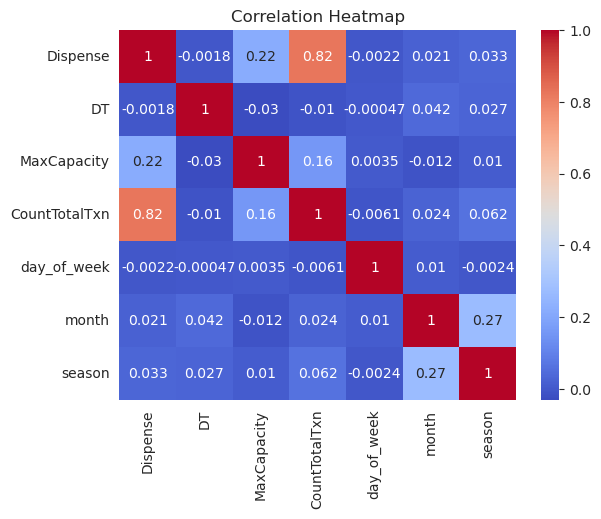 Correlation Heatmap
Dispense 1 -0.0018 0.22 0.82 -0.0022 0.021 0.033
DT -0.0018 1 -0.03 -0.01 -0.00047 0.042 0.027
MaxCapacity 0.22 -0.03 1 0.16 0.0035 -0.012 0.01
CountTotalTxn 0.82 -0.01 0.16 1 -0.0061 0.024 0.062
day_of_week -0.0022 -0.00047 0.0035 -0.0061 1 0.01 -0.0024
month 0.021 0.042 -0.012 0.024 0.01 1 0.27
season 0.033 0.027 0.01 0.062 -0.0024 0.27 1
Dispense
DT
MaxCapacity
CountTotalTxn
day_of_week
month
season
1.0
0.8
0.6
0.4
0.2
0.0